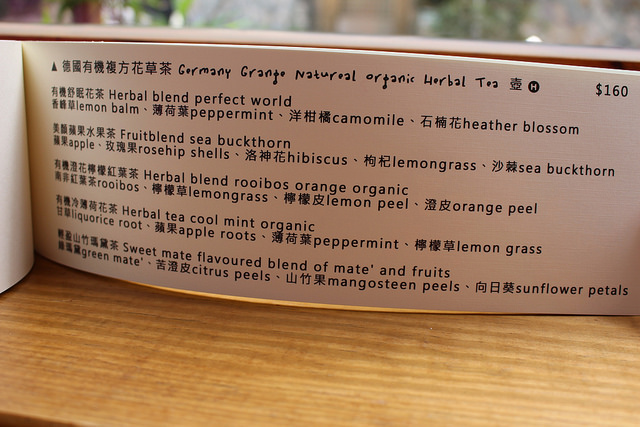 ▲ 德國有機複方花草茶 Germany Grange Natureal organic Herbal Tea 壺 H $160
有機舒眠花茶 Herbal blend perfect world
香蜂草lemon balm、薄荷葉peppermint、洋柑橘camomile、石楠花heather blossom
美顏蘋果水果茶 Fruitblend sea buckthorn
蘋果apple、玫瑰果rosehip shells、洛神花hibiscus、枸杞lemongrass、沙棘sea buckthorn
有機澄花檸檬紅葉茶 Herbal blend rooibos orange organic
南非紅葉茶rooibos、檸檬草lemongrass、檸檬皮lemon peel、澄皮orange peel
有機冷薄荷花茶 Herbal tea cool mint organic
甘草liquorice root、蘋果apple roots、薄荷葉peppermint、檸檬草lemon grass
輕盈山竹瑪黛茶 Sweet mate flavoured blend of mate' and fruits
綠瑪黛green mate'、苦澄皮citrus peels、山竹果mangosteen peels、向日葵sunflower petals